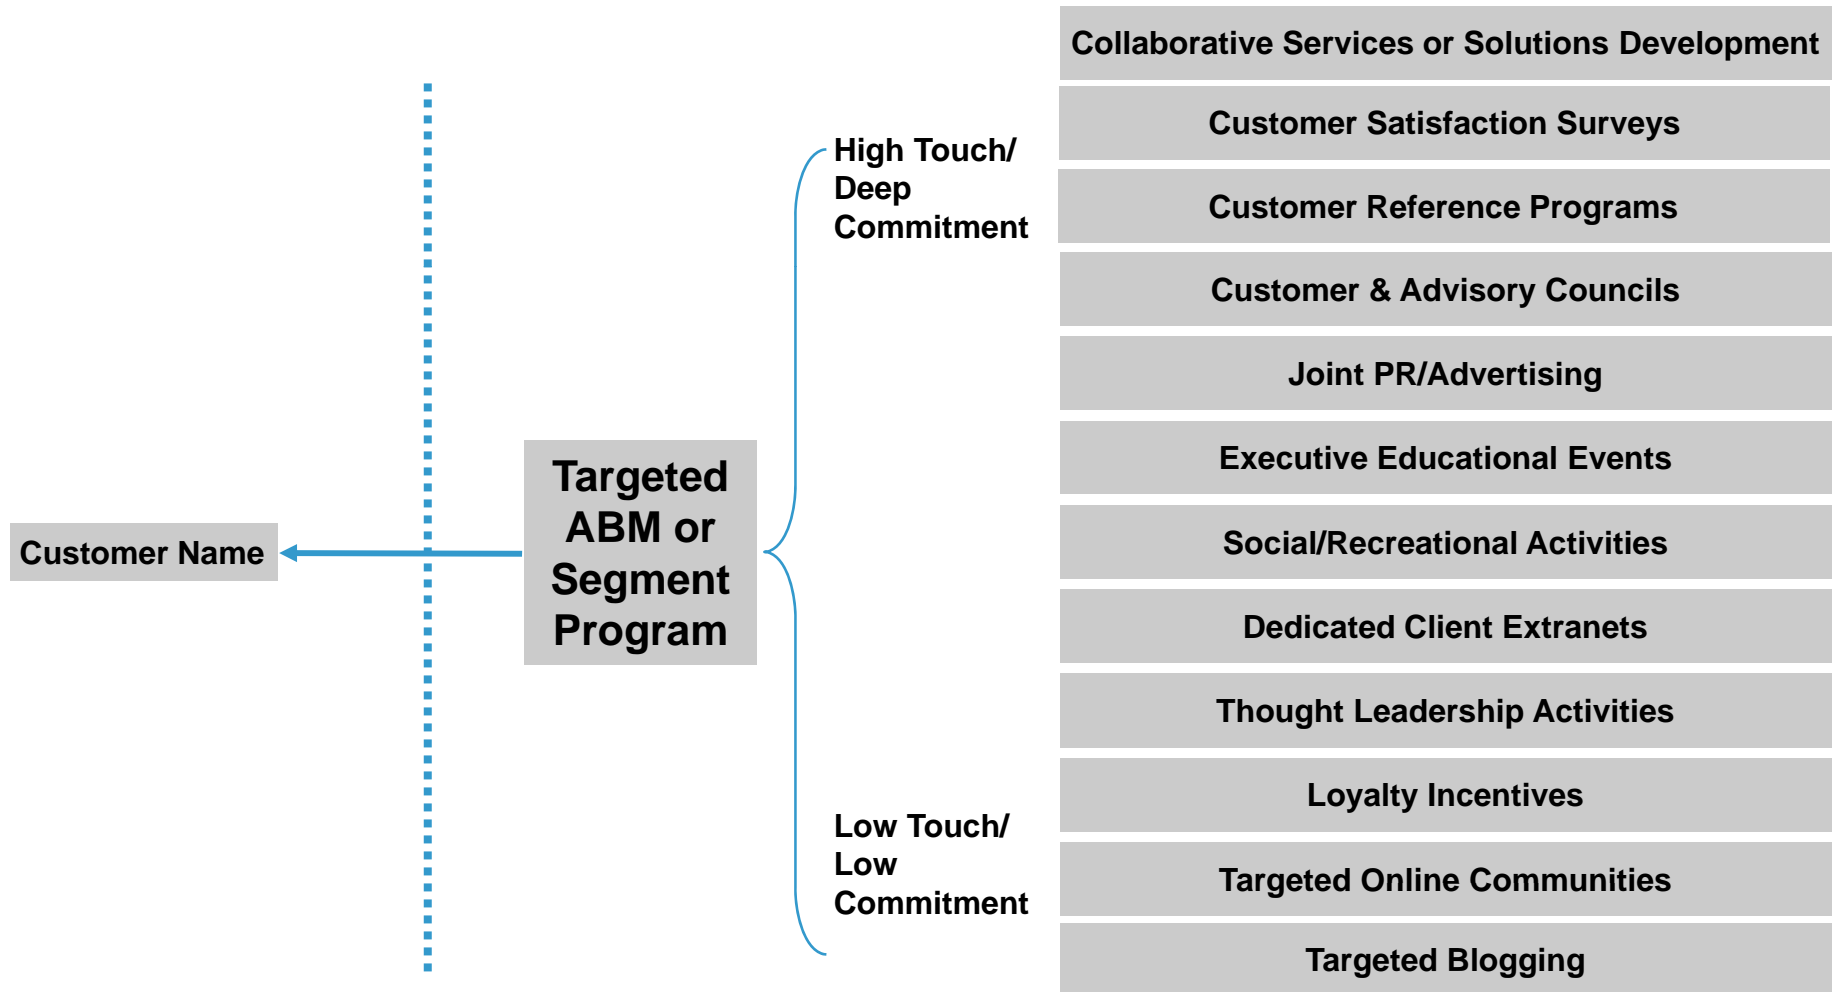 Collaborative Services or Solutions Development
Customer Satisfaction Surveys
High Touch/
Deep
Commitment
Customer Reference Programs
Customer & Advisory Councils
Joint PR/Advertising
Executive Educational Events
Targeted
ABM or
Segment
Program
Customer Name
Social/Recreational Activities
Dedicated Client Extranets
Thought Leadership Activities
Loyalty Incentives
Low Touch/
Low
Commitment
Targeted Online Communities
Targeted Blogging